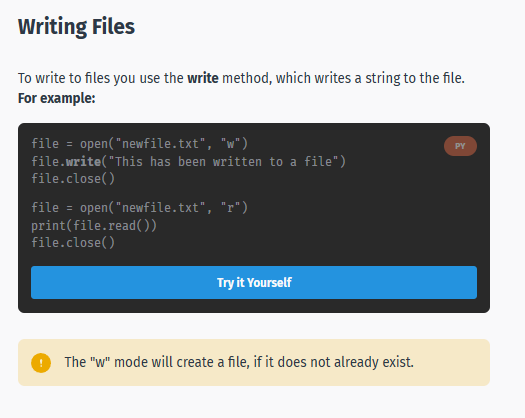 Writing Files
To write to files you use the write method, which writes a string to the file.
For example:
file = open("newfile.txt", "w")
PY
file.write("This has been written to a file")
file.close()
file = open("newfile.txt", "r")
print(file.read())
file.close()
Try it Yourself
! The "w" mode will create a file, if it does not already exist.